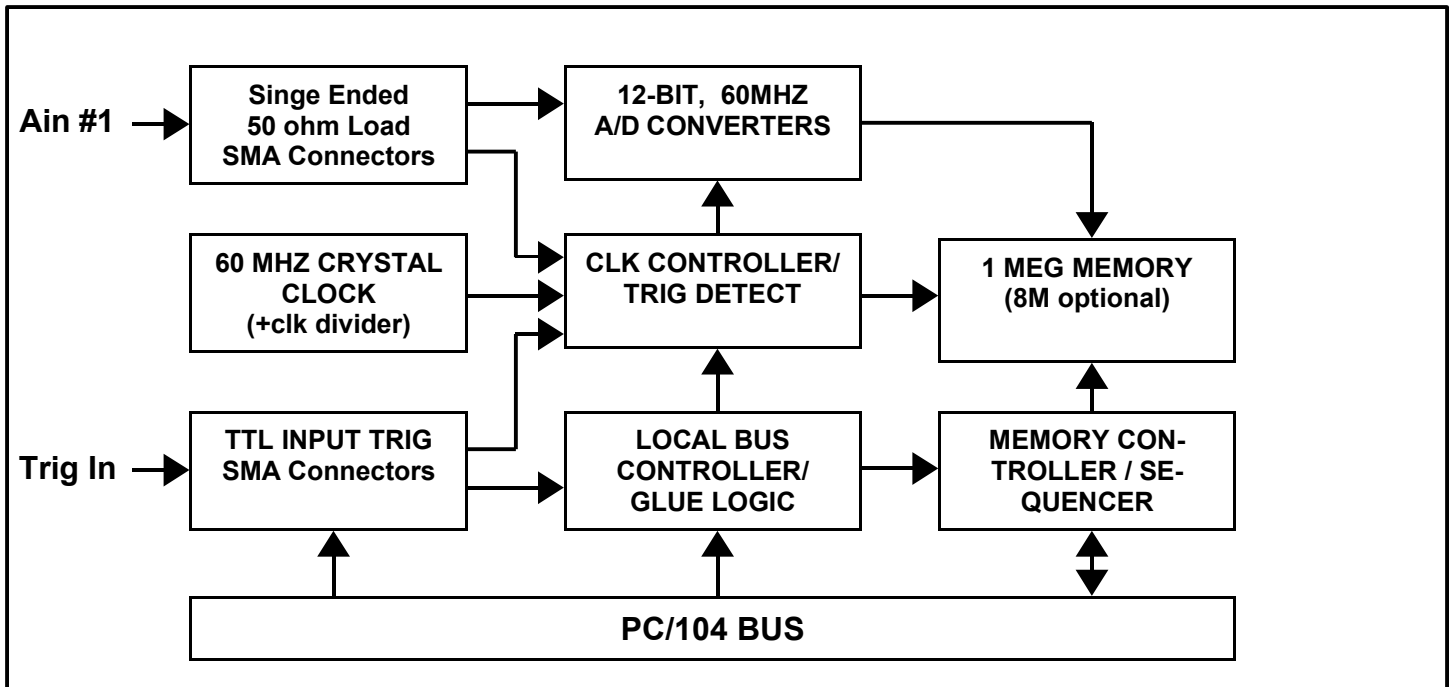 Ain #1
Singe Ended
50 ohm Load
SMA Connectors
12-BIT, 60MHZ
A/D CONVERTERS
60 MHZ CRYSTAL
CLOCK
(+clk divider)
CLK CONTROLLER/
TRIG DETECT
1 MEG MEMORY
(8M optional)
Trig In
TTL INPUT TRIG
SMA Connectors
LOCAL BUS
CONTROLLER/
GLUE LOGIC
MEMORY CON-
TROLLER / SE-
QUENCER
PC/104 BUS